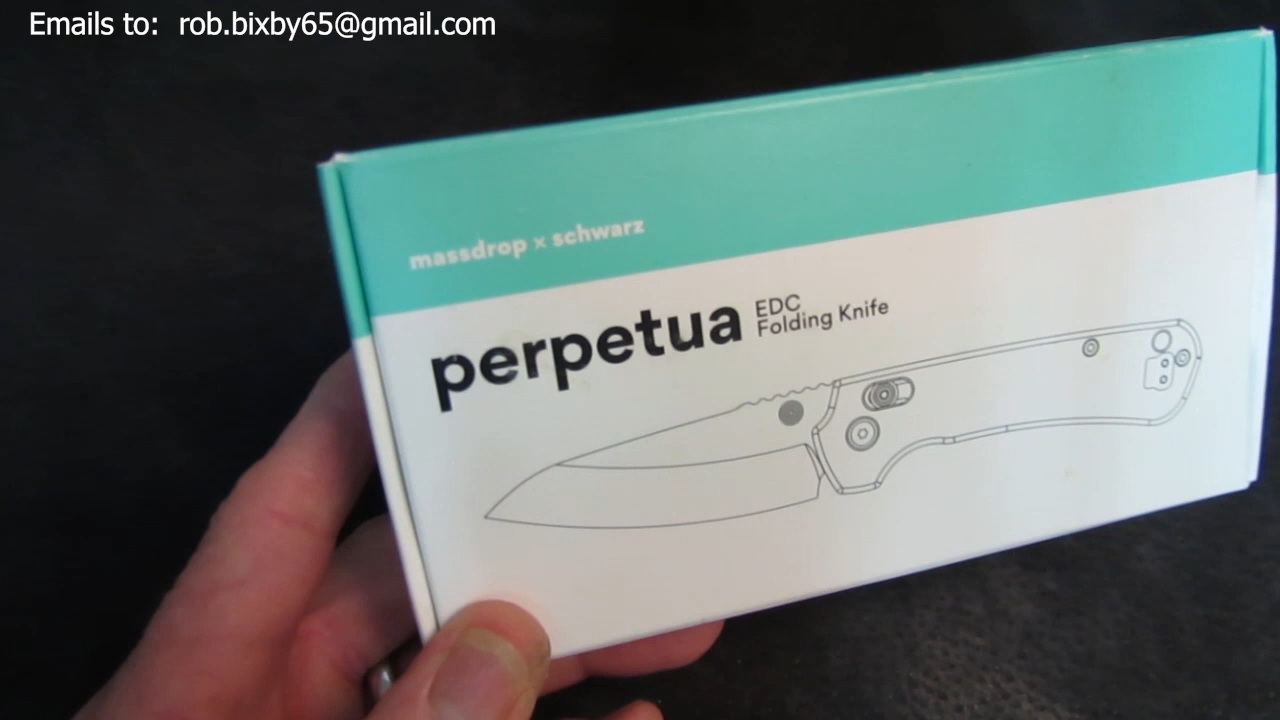 Emails to: rob.bixby65@gmail.com
massdrop x schwarz
perpetua EDC
Folding Knife